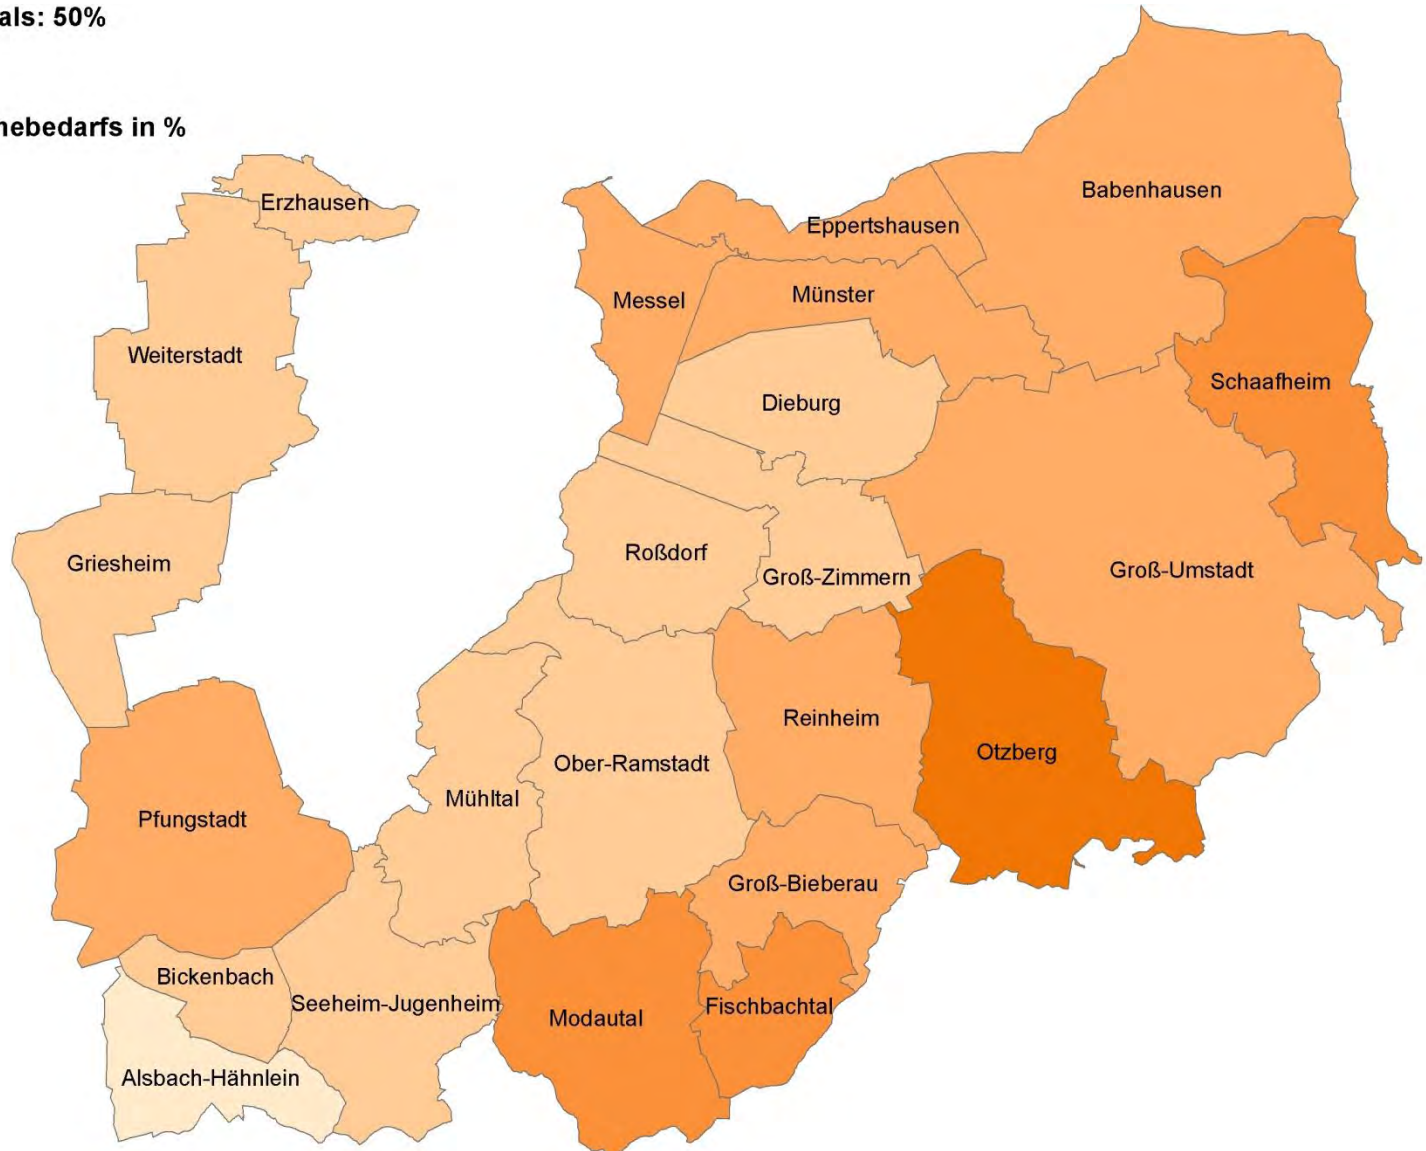 als: 50%
nebedarfs in %
Erzhausen
Babenhausen
Eppertshausen
Messel
Münster
Weiterstadt
Schaafheim
Dieburg
Roßdorf
Griesheim
Groß-Zimmern
Groß-Umstadt
Reinheim
Otzberg
Ober-Ramstadt
Mühltal
Pfungstadt
Groß-Bieberau
Bickenbach
Seeheim-Jugenheim
Fischbachtal
Modautal
Alsbach-Hähnlein